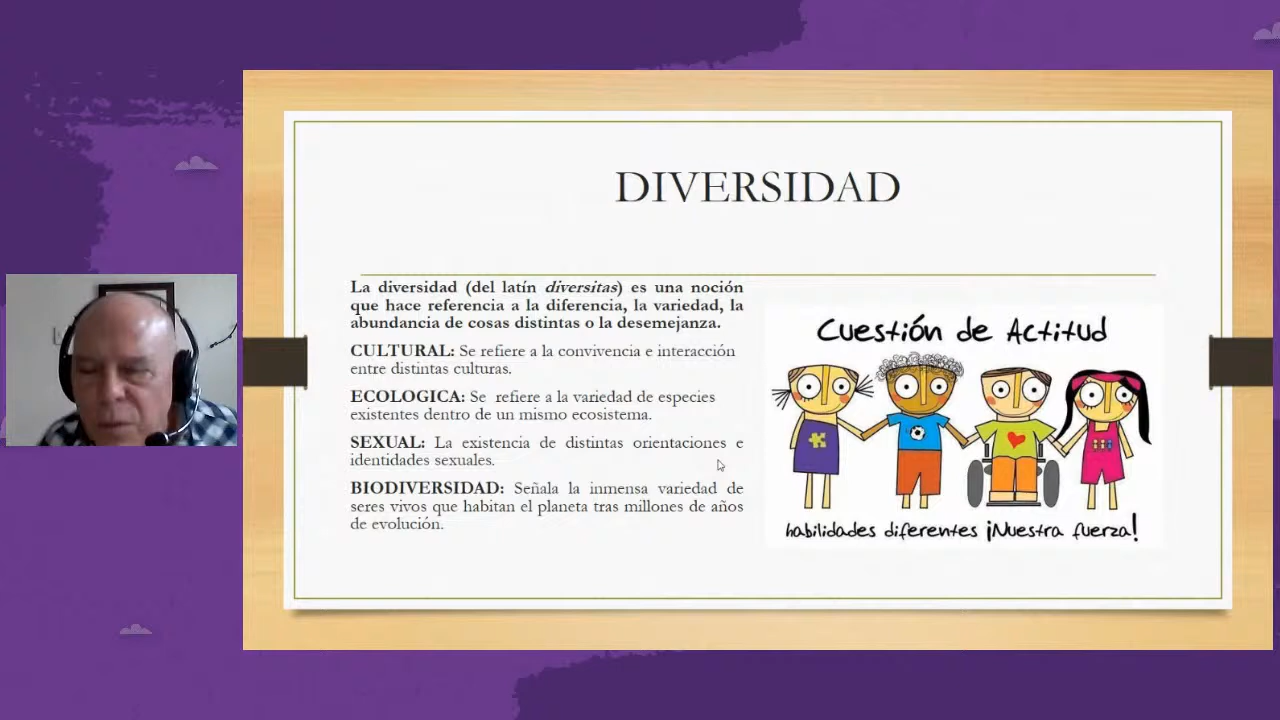 DIVERSIDAD
La diversidad (del latín diversitas) es una noción
que hace referencia a la diferencia, la variedad, la
abundancia de cosas distintas o la desemejanza.
CULTURAL: Se refiere a la convivencia e interacción
entre distintas culturas.
ECOLOGICA: Se refiere a la variedad de especies
existentes dentro de un mismo ecosistema.
SEXUAL: La existencia de distintas orientaciones e
identidades sexuales.
BIODIVERSIDAD: Señala la inmensa variedad de
seres vivos que habitan el planeta tras millones de años
de evolución.
Cuestión de Actitud
habilidades diferentes ¡Nuestra fuerza!